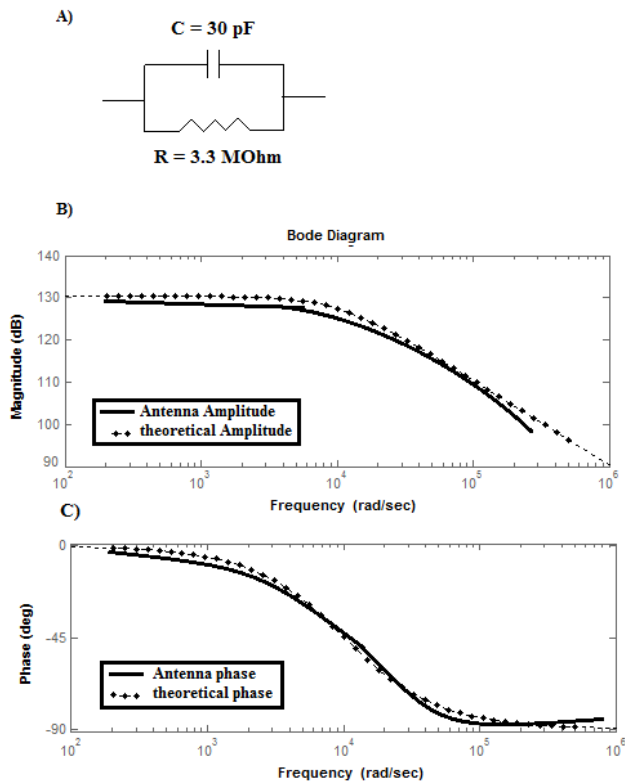 A)
C = 30 pF
R = 3.3 MOhm
B)
Bode Diagram
140
130
120
110
100
90
Magnitude (dB)
Antenna Amplitude
theoretical Amplitude
10^2
10^3
10^4
10^5
10^6
Frequency (rad/sec)
C)
0
-45
-90
Phase (deg)
Antenna phase
theoretical phase
10^2
10^3
10^4
10^5
10^6
Frequency (rad/sec)